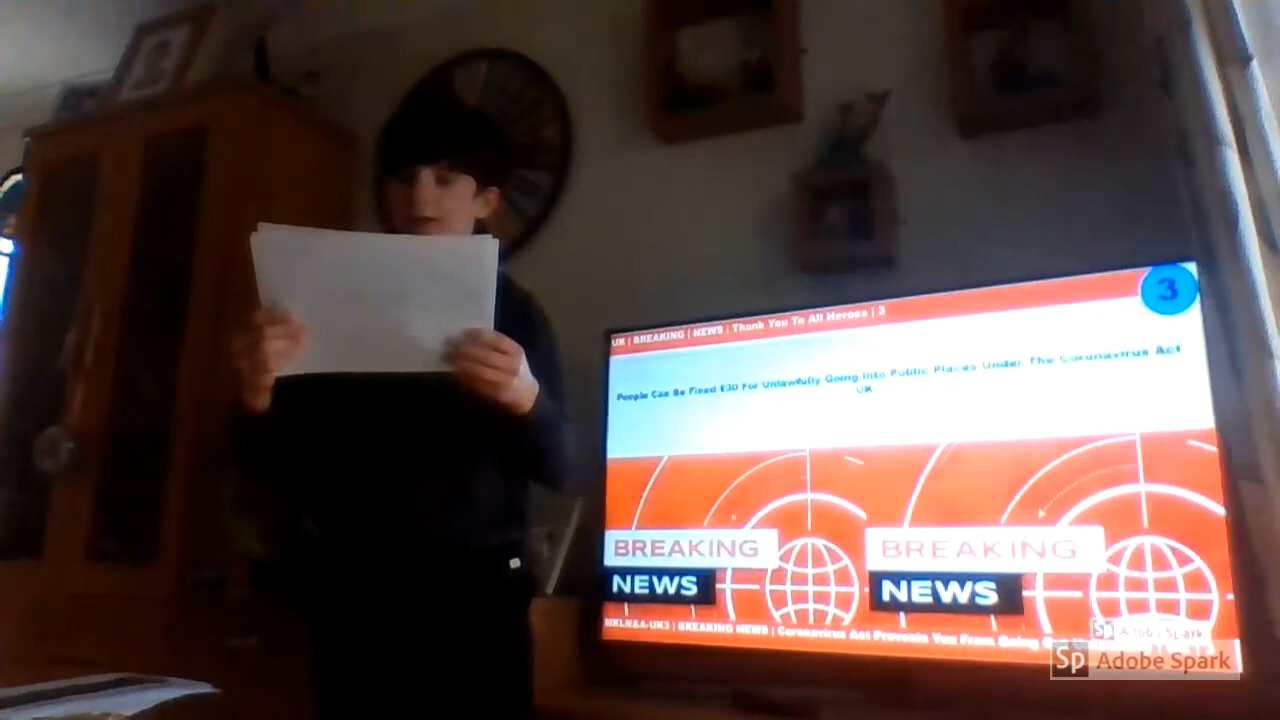 3
UK | BREAKING | NEWS | Thank You To All Heroes | 3
People Can Be Fined £30 For Unlawfully Going Into Public Places Under The Coronavirus Act
UK
BREAKING
NEWS
BREAKING
NEWS
BREAKING NEWS | Coronavirus Act Prevents You From Going
Sp Adobe Spark
Sp Adobe Spark